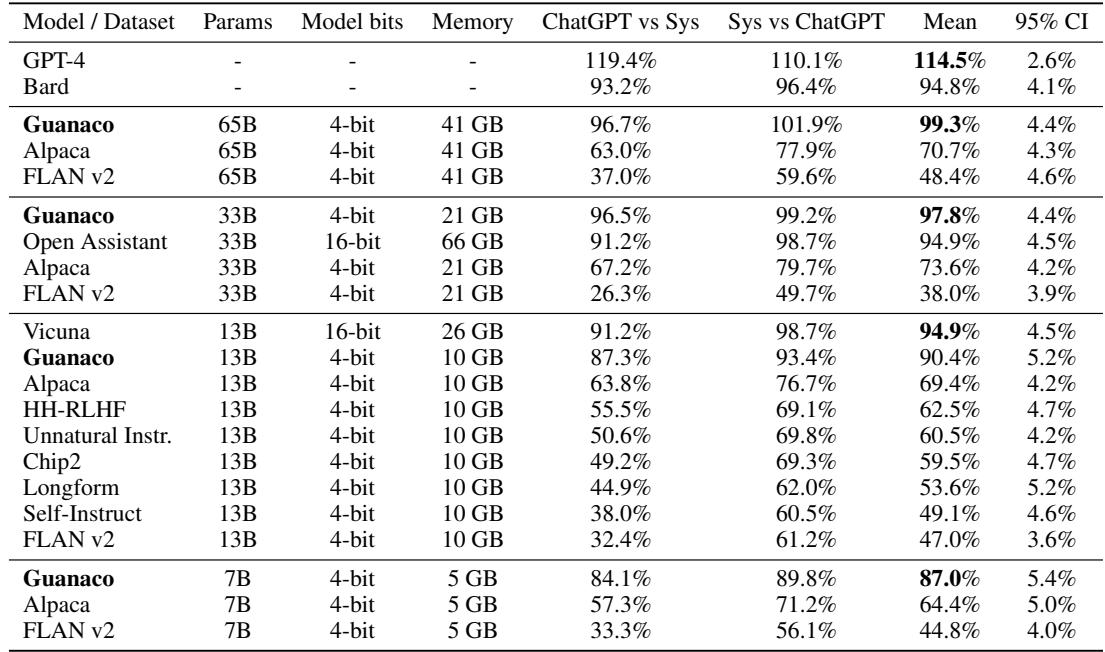 Model / Dataset Params Model bits Memory ChatGPT vs Sys Sys vs ChatGPT Mean 95% CI
GPT-4 - - - 119.4% 110.1% 114.5% 2.6%
Bard - - - 93.2% 96.4% 94.8% 4.1%
Guanaco 65B 4-bit 41 GB 96.7% 101.9% 99.3% 4.4%
Alpaca 65B 4-bit 41 GB 63.0% 77.9% 70.7% 4.3%
FLAN v2 65B 4-bit 41 GB 37.0% 59.6% 48.4% 4.6%
Guanaco 33B 4-bit 21 GB 96.5% 99.2% 97.8% 4.4%
Open Assistant 33B 16-bit 66 GB 91.2% 98.7% 94.9% 4.5%
Alpaca 33B 4-bit 21 GB 67.2% 79.7% 73.6% 4.2%
FLAN v2 33B 4-bit 21 GB 26.3% 49.7% 38.0% 3.9%
Vicuna 13B 16-bit 26 GB 91.2% 98.7% 94.9% 4.5%
Guanaco 13B 4-bit 10 GB 87.3% 93.4% 90.4% 5.2%
Alpaca 13B 4-bit 10 GB 63.8% 76.7% 69.4% 4.2%
HH-RLHF 13B 4-bit 10 GB 55.5% 69.1% 62.5% 4.7%
Unnatural Instr. 13B 4-bit 10 GB 50.6% 69.8% 60.5% 4.2%
Chip2 13B 4-bit 10 GB 49.2% 69.3% 59.5% 4.7%
Longform 13B 4-bit 10 GB 44.9% 62.0% 53.6% 5.2%
Self-Instruct 13B 4-bit 10 GB 38.0% 60.5% 49.1% 4.6%
FLAN v2 13B 4-bit 10 GB 32.4% 61.2% 47.0% 3.6%
Guanaco 7B 4-bit 5 GB 84.1% 89.8% 87.0% 5.4%
Alpaca 7B 4-bit 5 GB 57.3% 71.2% 64.4% 5.0%
FLAN v2 7B 4-bit 5 GB 33.3% 56.1% 44.8% 4.0%